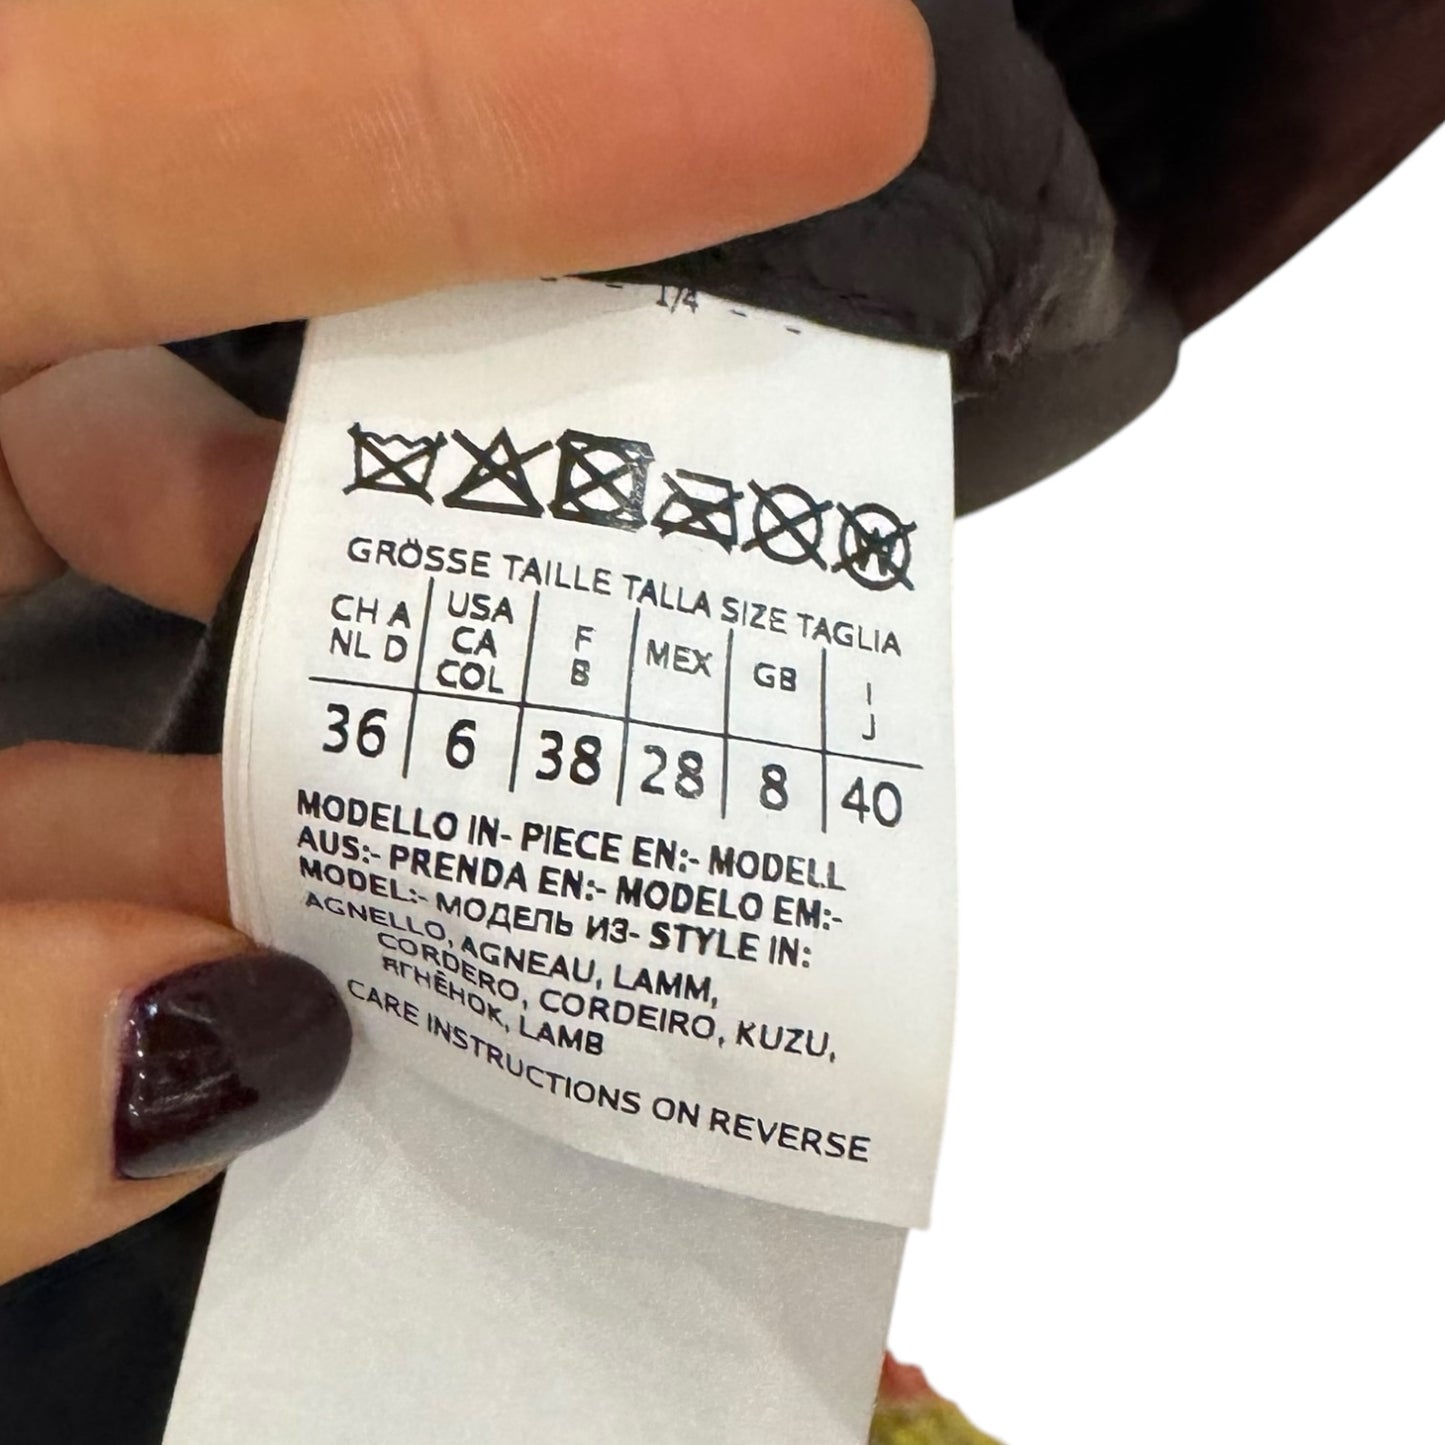 1/4
GRÖSSE TAILLE TALLA SIZE TAGLIA
CH A NL D | USA CA COL | F B | MEX | GB | I J
36 | 6 | 38 | 28 | 8 | 40
MODELLO IN- PIECE EN:- MODELL
AUS:- PRENDA EN:- MODELO EM:-
MODEL:- МОДЕЛЬ ИЗ- STYLE IN:
AGNELLO, AGNEAU, LAMM,
CORDERO, CORDEIRO, KUZU,
ЯГНЁНОК, LAMB
CARE INSTRUCTIONS ON REVERSE